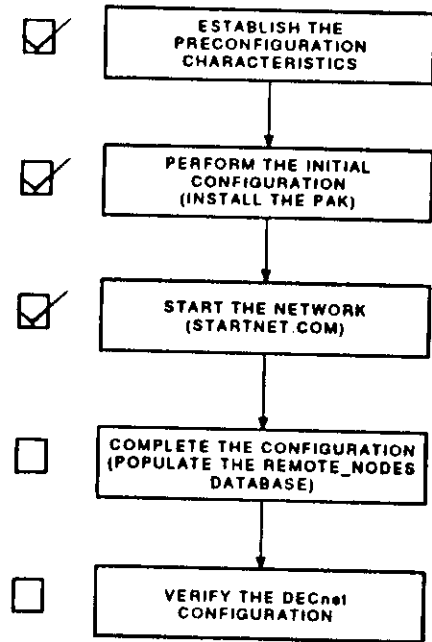 ESTABLISH THE
PRECONFIGURATION
CHARACTERISTICS
PERFORM THE INITIAL
CONFIGURATION
(INSTALL THE PAK)
START THE NETWORK
(STARTNET.COM)
COMPLETE THE CONFIGURATION
(POPULATE THE REMOTE_NODES
DATABASE)
VERIFY THE DECnet
CONFIGURATION